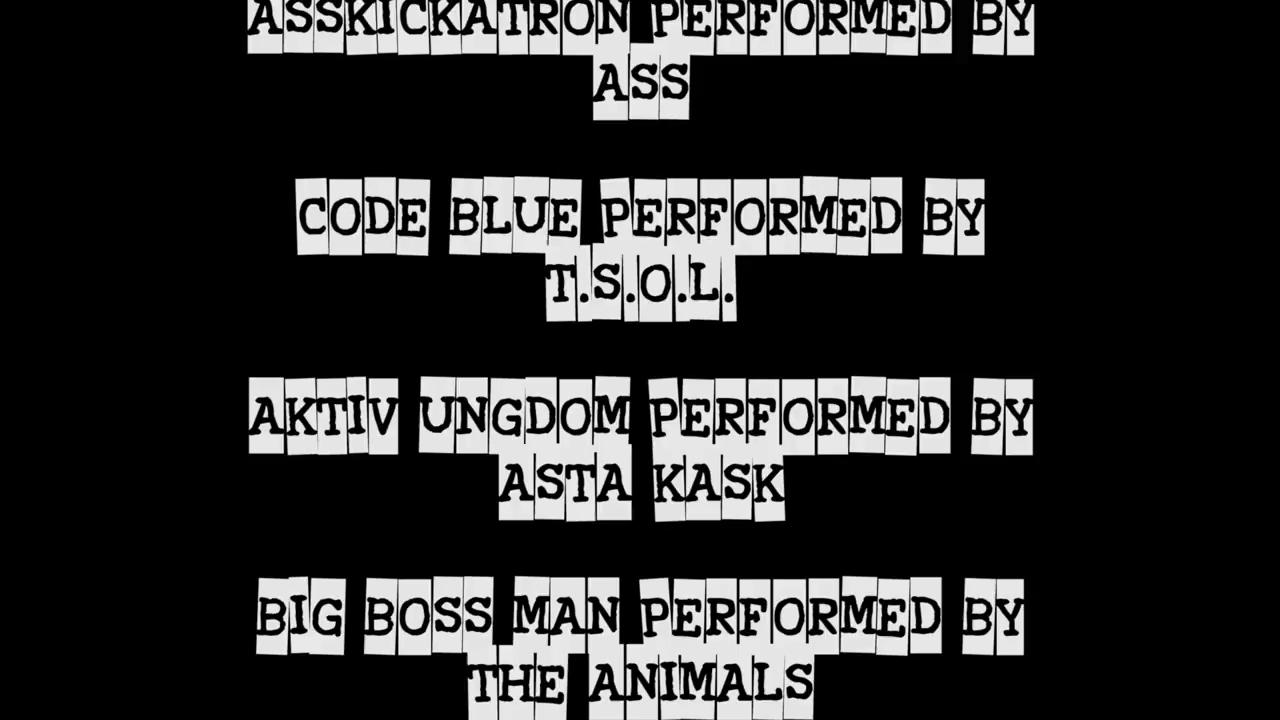 ASSKICKATRON PERFORMED BY
ASS
CODE BLUE PERFORMED BY
T.S.O.L.
AKTIV UNGDOM PERFORMED BY
ASTA KASK
BIG BOSS MAN PERFORMED BY
THE ANIMALS